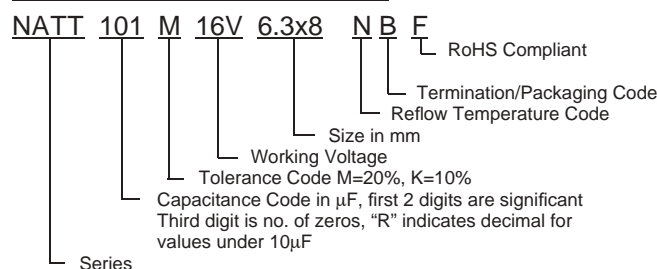 NATT 101 M 16V 6.3x8 N B F
RoHS Compliant
Termination/Packaging Code
Reflow Temperature Code
Size in mm
Working Voltage
Tolerance Code M=20%, K=10%
Capacitance Code in μF, first 2 digits are significant
Third digit is no. of zeros, “R” indicates decimal for
values under 10μF
Series